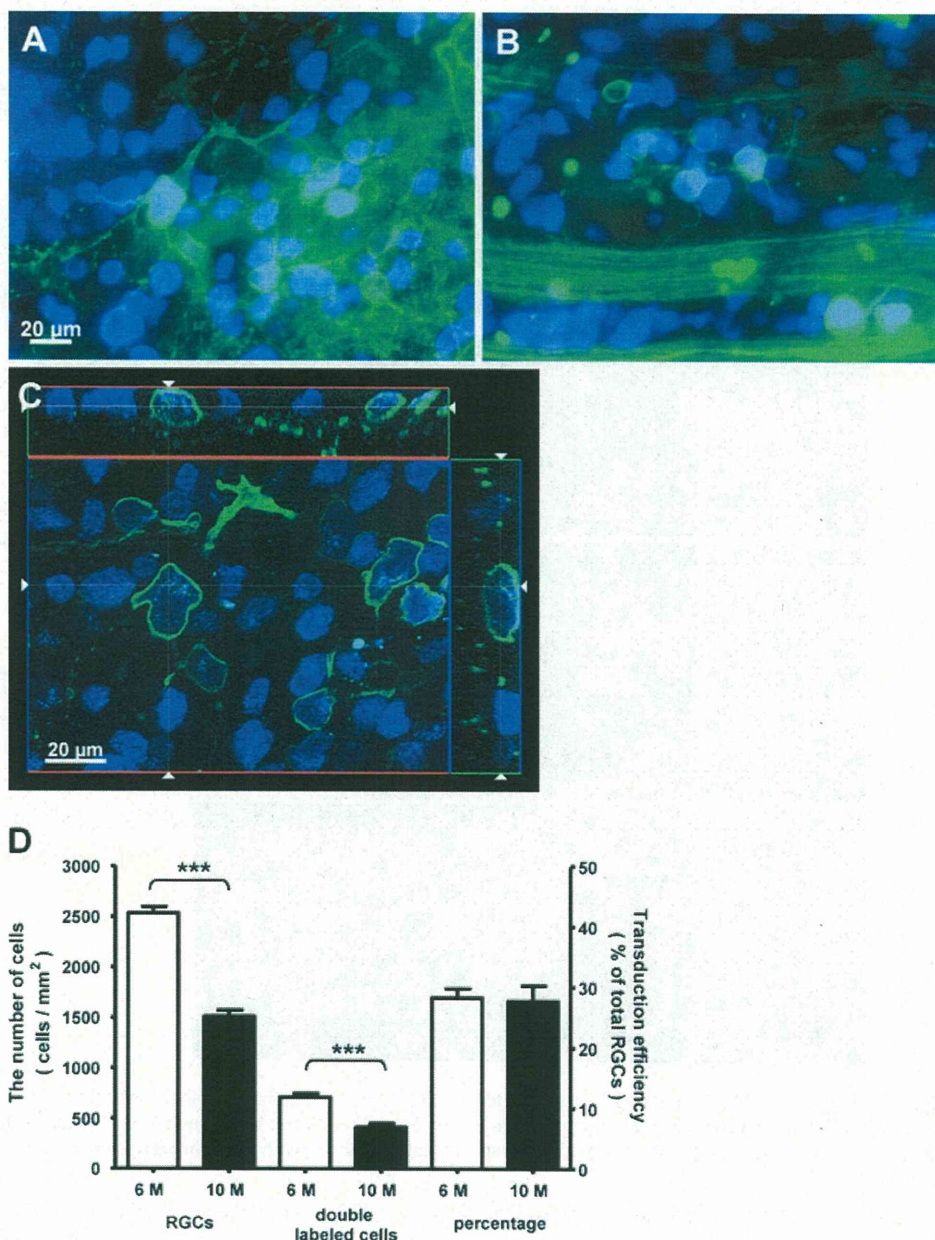 A
B
20 µm
C
20 µm
D
3000
2500
2000
1500
1000
500
0
The number of cells
( cells / mm2 )
***
***
50
40
30
20
10
0
Transduction efficiency
( % of total RGCs )
6 M 10 M 6 M 10 M 6 M 10 M
RGCs double labeled cells percentage